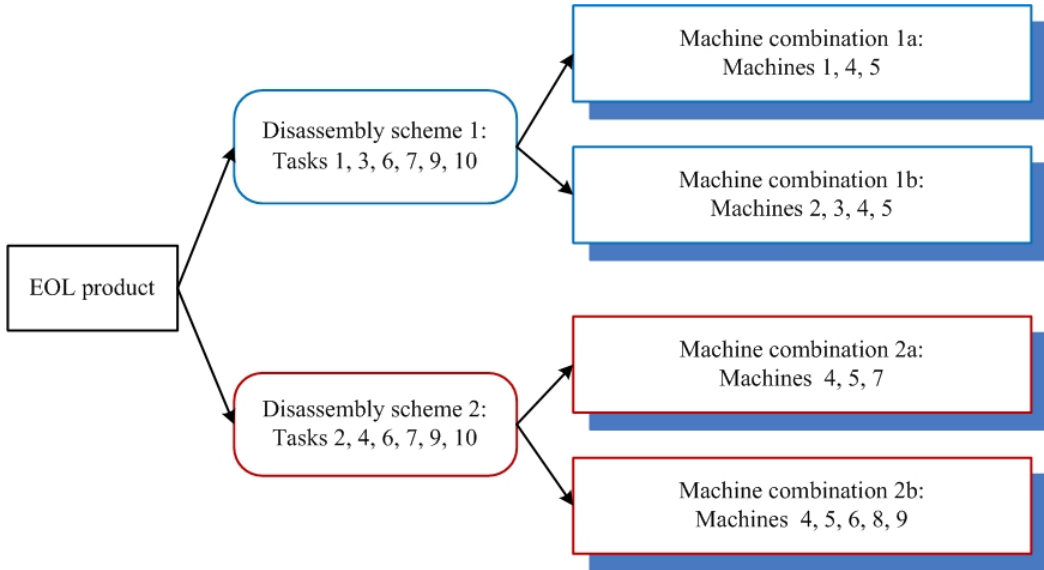 EOL product
Disassembly scheme 1:
Tasks 1, 3, 6, 7, 9, 10
Machine combination 1a:
Machines 1, 4, 5
Machine combination 1b:
Machines 2, 3, 4, 5
Disassembly scheme 2:
Tasks 2, 4, 6, 7, 9, 10
Machine combination 2a:
Machines 4, 5, 7
Machine combination 2b:
Machines 4, 5, 6, 8, 9